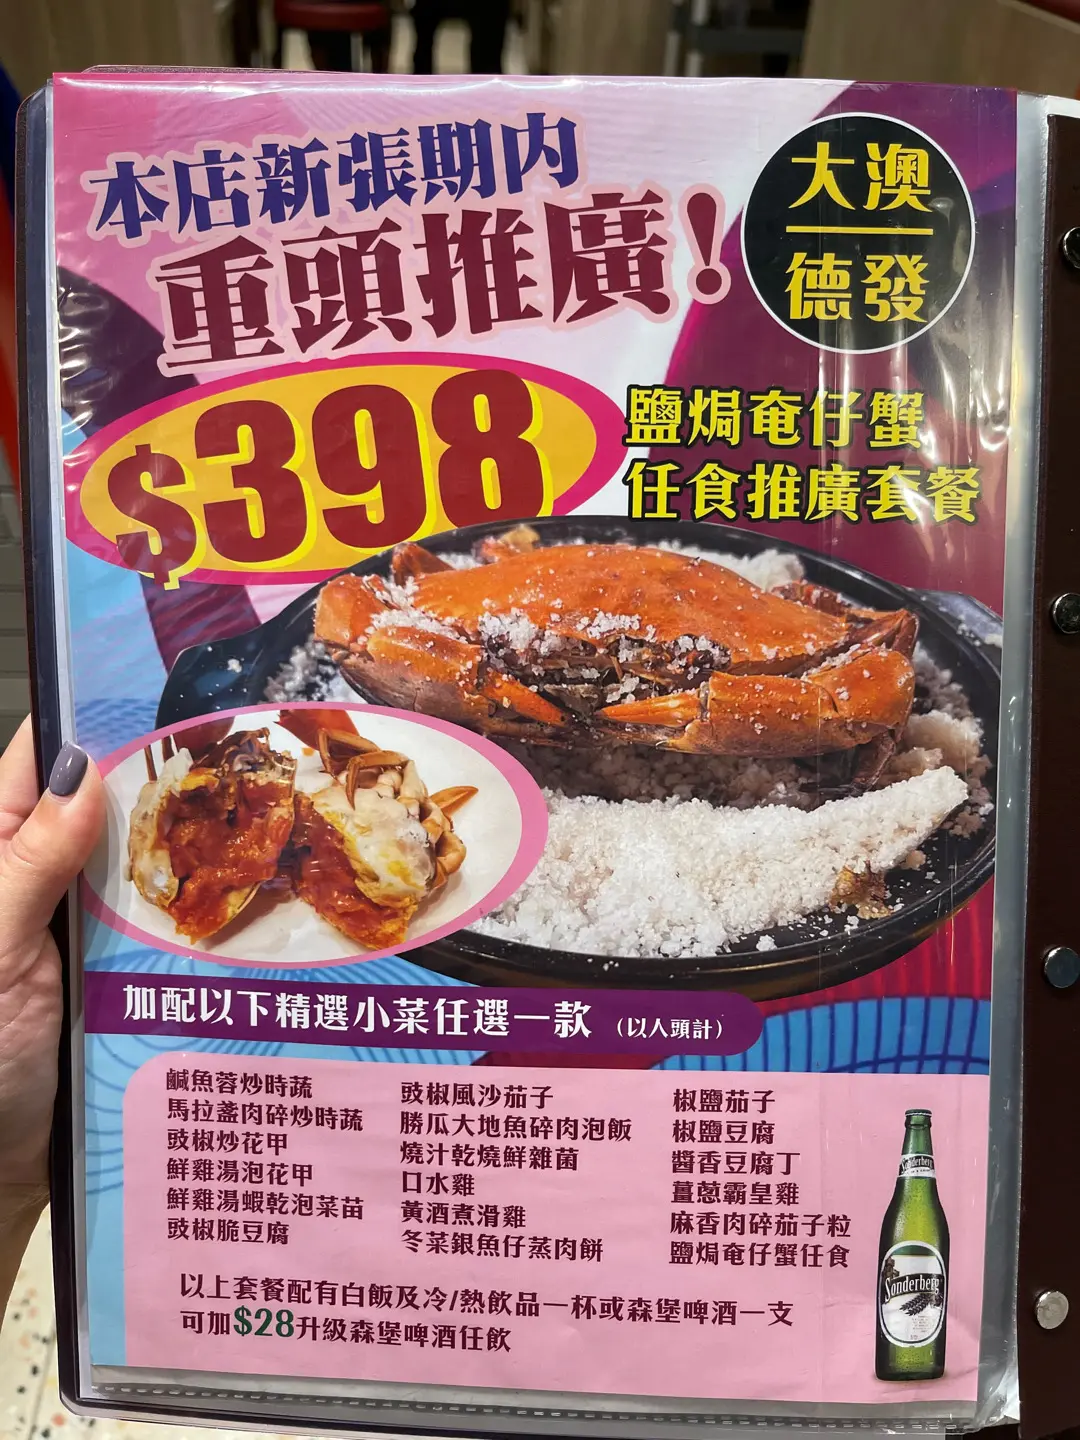 本店新張期內
重頭推廣！
大澳
德發
$398
鹽焗奄仔蟹
任食推廣套餐
加配以下精選小菜任選一款 （以人頭計）
鹹魚蓉炒時蔬
馬拉盞肉碎炒時蔬
豉椒炒花甲
鮮雞湯泡花甲
鮮雞湯蝦乾泡菜苗
豉椒脆豆腐
豉椒風沙茄子
勝瓜大地魚碎肉泡飯
燒汁乾燒鮮雜菌
口水雞
黃酒煮滑雞
冬菜銀魚仔蒸肉餅
椒鹽茄子
椒鹽豆腐
醬香豆腐丁
薑蔥霸皇雞
麻香肉碎茄子粒
鹽焗奄仔蟹任食
以上套餐配有白飯及冷/熱飲品一杯或森堡啤酒一支
可加$28升級森堡啤酒任飲
Sonderberg
Sonderberg